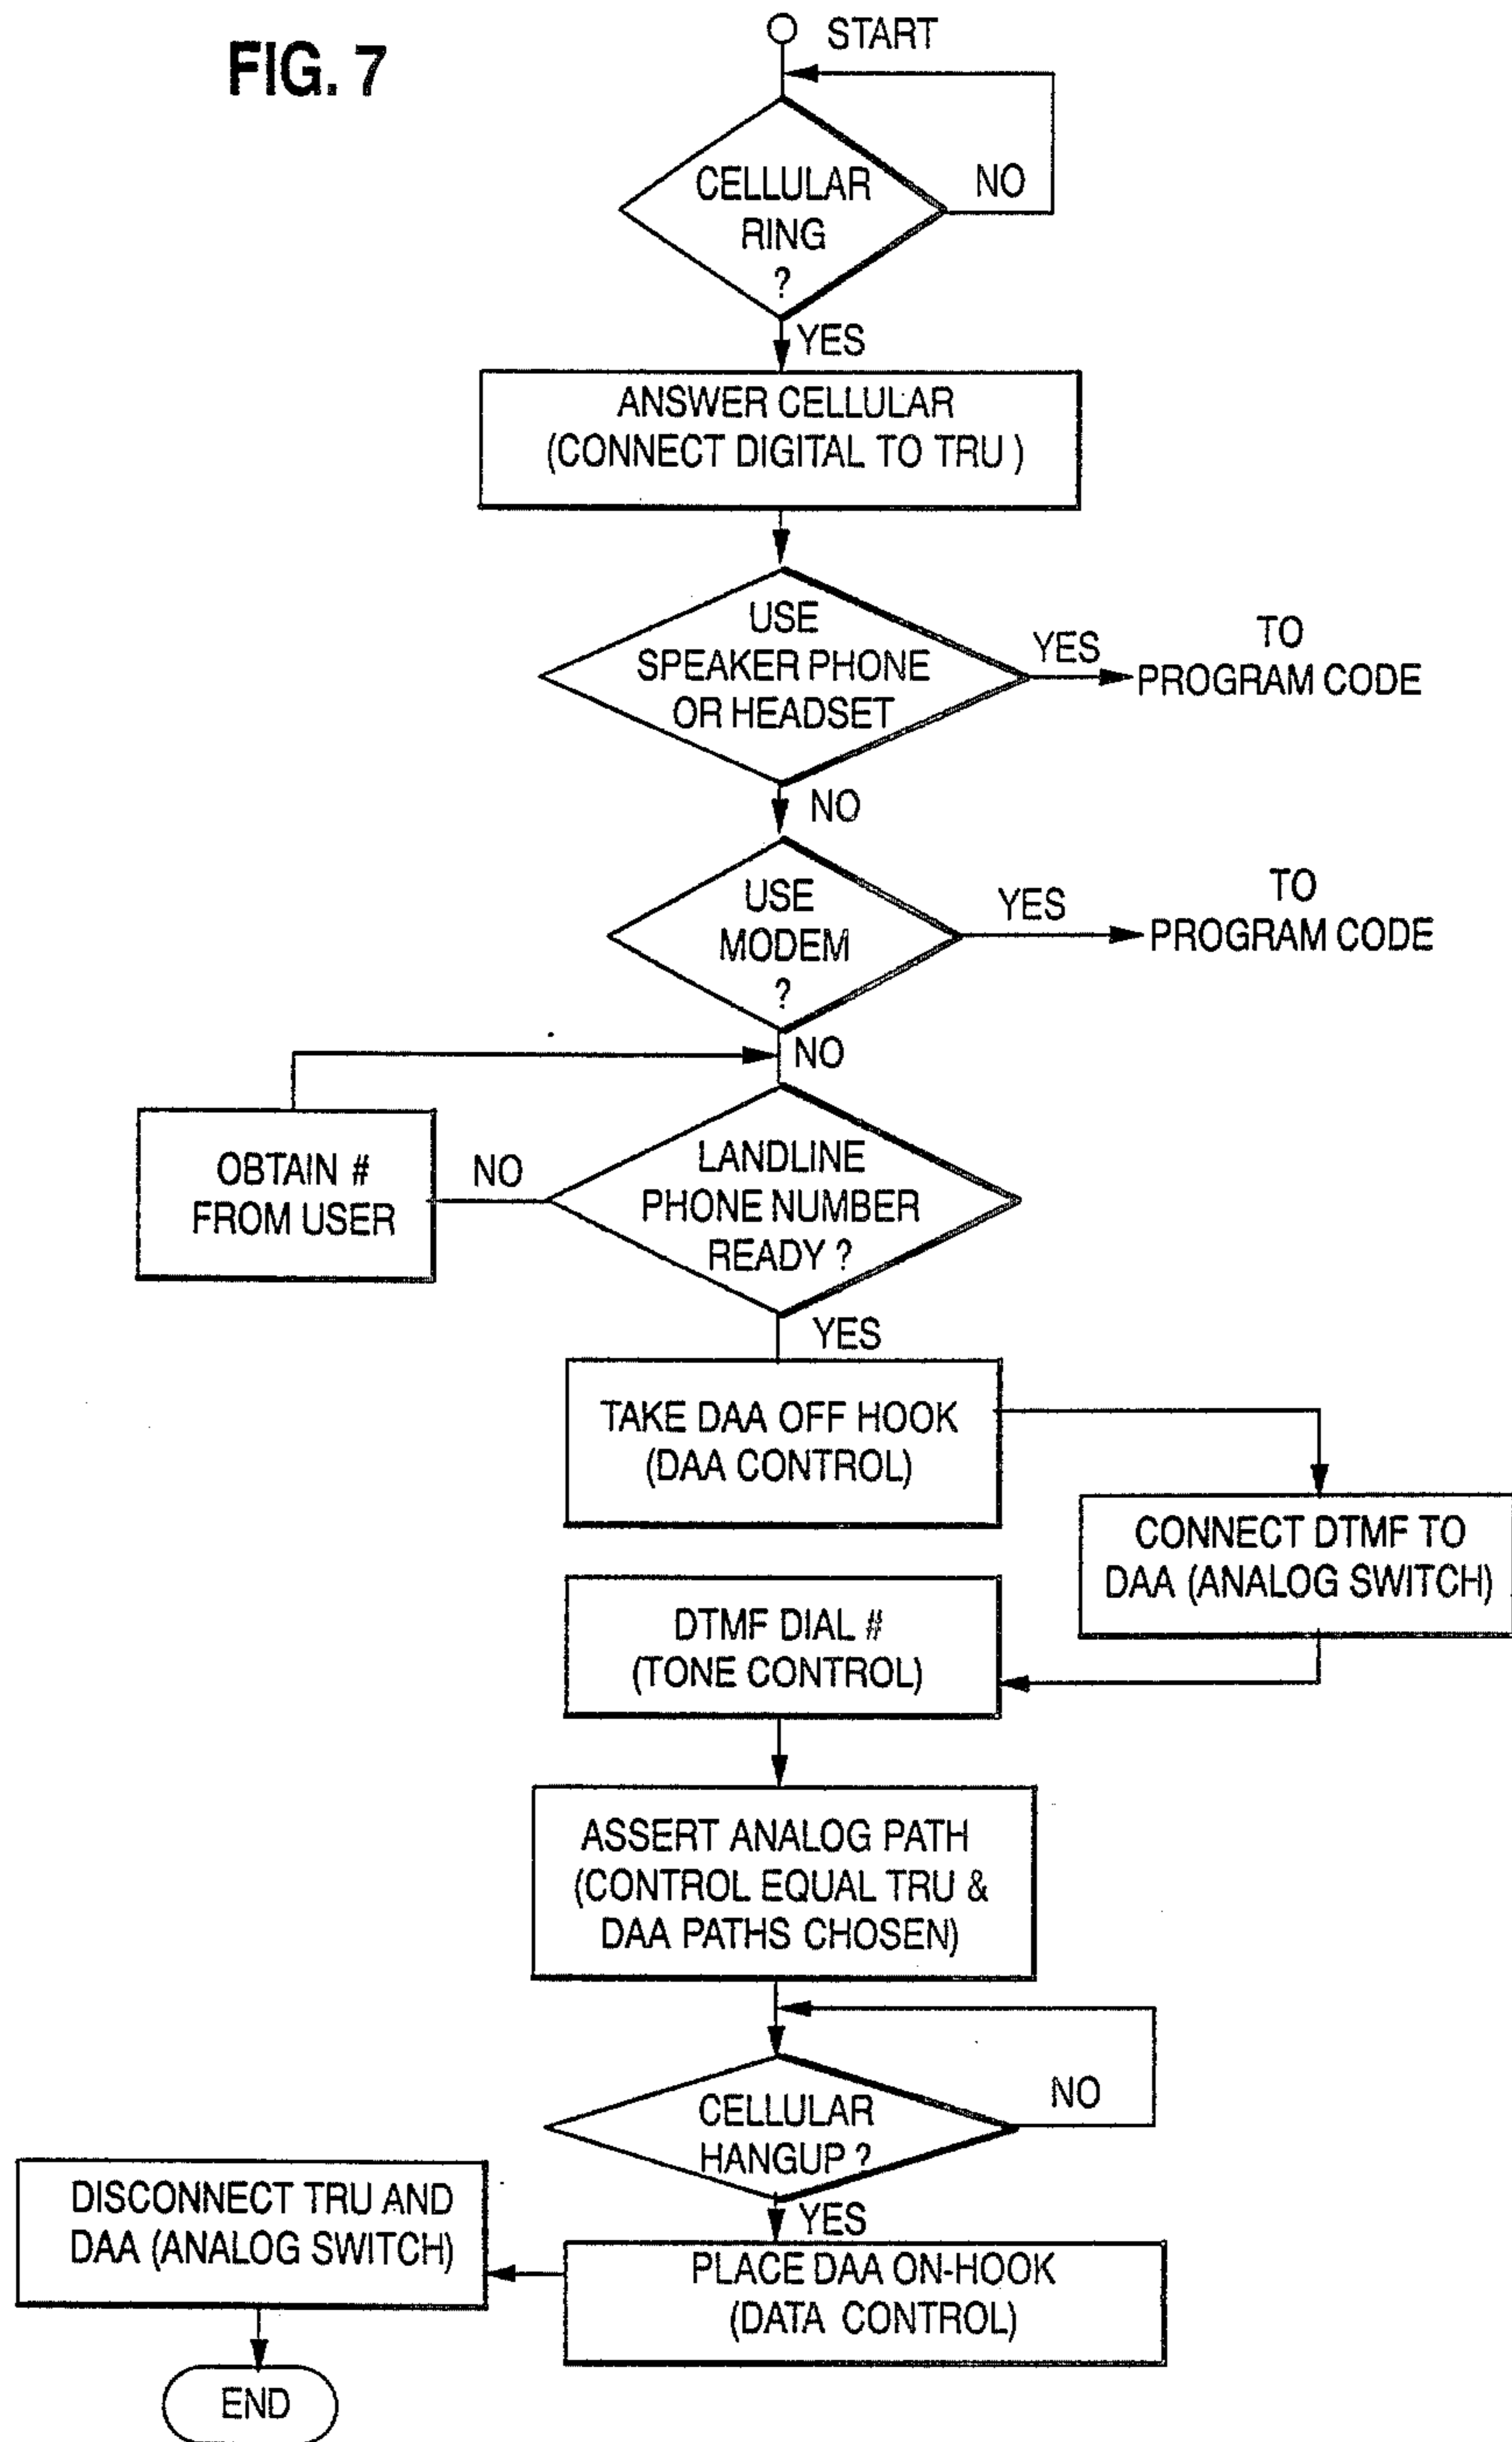 FIG. 7
START
CELLULAR
RING
?
NO
YES
ANSWER CELLULAR
(CONNECT DIGITAL TO TRU )
USE
SPEAKER PHONE
OR HEADSET
YES
TO
PROGRAM CODE
NO
USE
MODEM
?
YES
TO
PROGRAM CODE
NO
OBTAIN #
FROM USER
NO
LANDLINE
PHONE NUMBER
READY ?
YES
TAKE DAA OFF HOOK
(DAA CONTROL)
CONNECT DTMF TO
DAA (ANALOG SWITCH)
DTMF DIAL #
(TONE CONTROL)
ASSERT ANALOG PATH
(CONTROL EQUAL TRU &
DAA PATHS CHOSEN)
CELLULAR
HANGUP ?
NO
YES
PLACE DAA ON-HOOK
(DATA CONTROL)
DISCONNECT TRU AND
DAA (ANALOG SWITCH)
END